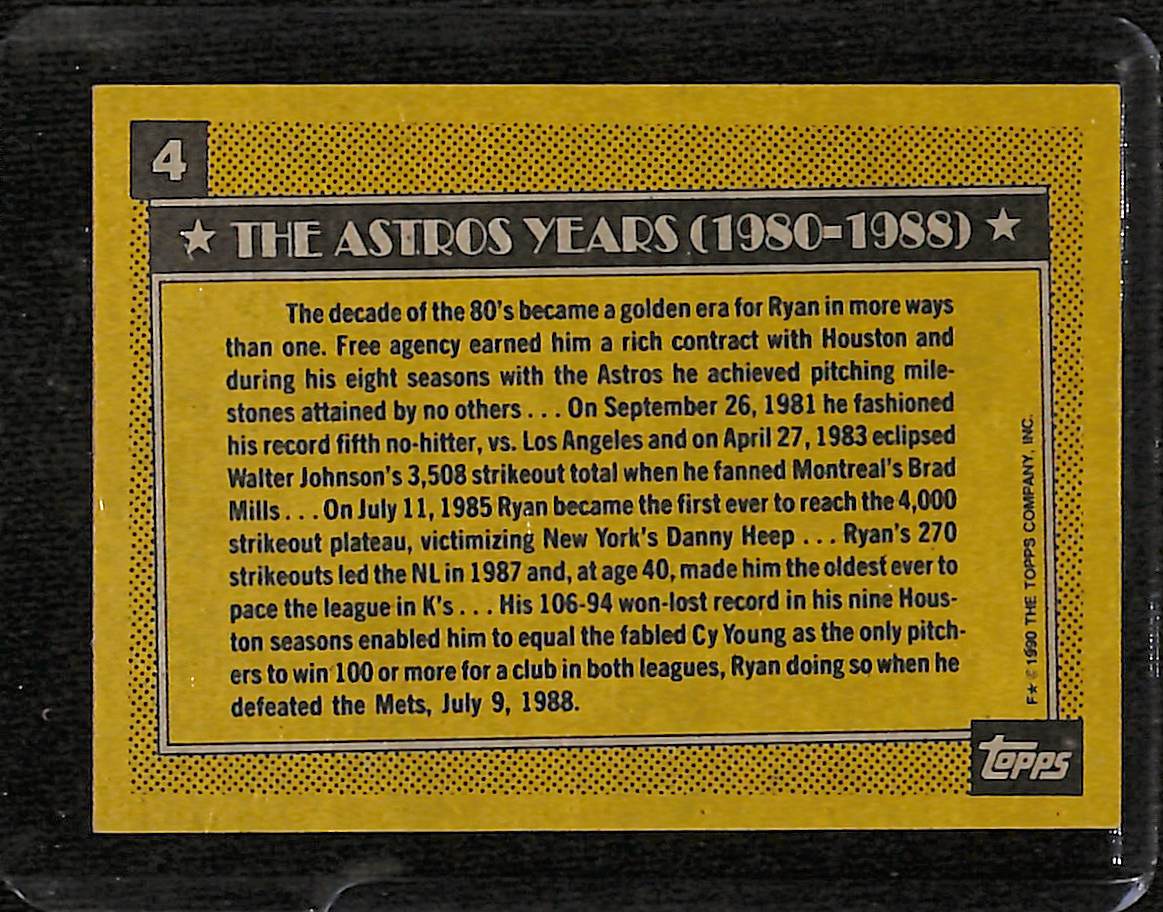 4
★ THE ASTROS YEARS (1980-1988) ★
The decade of the 80's became a golden era for Ryan in more ways
than one. Free agency earned him a rich contract with Houston and
during his eight seasons with the Astros he achieved pitching mile-
stones attained by no others . . . On September 26, 1981 he fashioned
his record fifth no-hitter, vs. Los Angeles and on April 27, 1983 eclipsed
Walter Johnson's 3,508 strikeout total when he fanned Montreal's Brad
Mills . . . On July 11, 1985 Ryan became the first ever to reach the 4,000
strikeout plateau, victimizing New York's Danny Heep . . . Ryan's 270
strikeouts led the NL in 1987 and, at age 40, made him the oldest ever to
pace the league in K's . . . His 106-94 won-lost record in his nine Hous-
ton seasons enabled him to equal the fabled Cy Young as the only pitch-
ers to win 100 or more for a club in both leagues, Ryan doing so when he
defeated the Mets, July 9, 1988.
F★ © 1990 THE TOPPS COMPANY, INC.
TOPPS